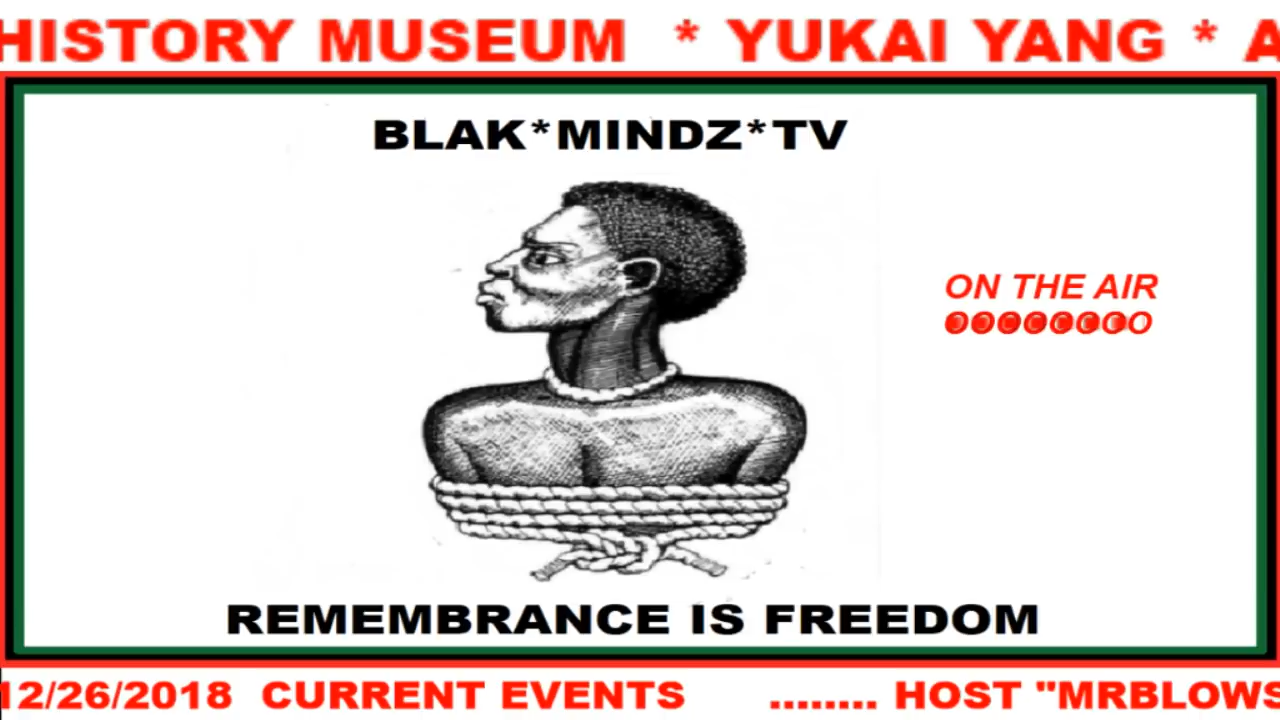 HISTORY MUSEUM * YUKAI YANG * A
BLAK*MINDZ*TV
ON THE AIR
REMEMBRANCE IS FREEDOM
12/26/2018 CURRENT EVENTS ........ HOST "MRBLOWS